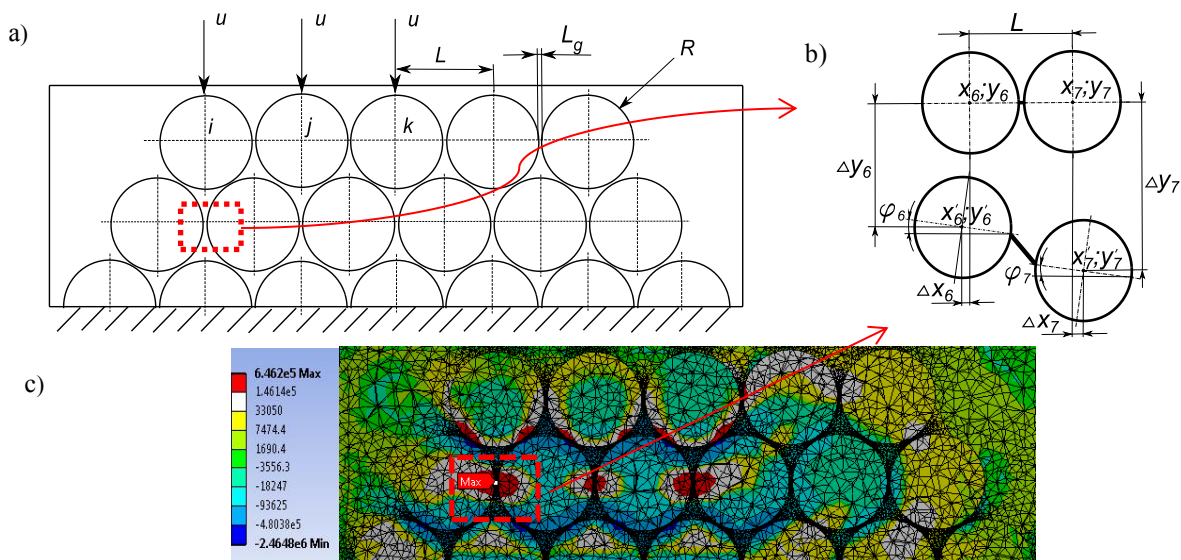 a)
u
u
u
L
L_g
R
i
j
k
b)
L
x₆;y₆
x₇;y₇
△y₆
△y₇
φ₆
x′₆;y′₆
x′₇;y′₇
φ₇
△x₆
△x₇
c)
6.462e5 Max
1.4614e5
33050
7474.4
1690.4
-3556.3
-18247
-93625
-4.8038e5
-2.4648e6 Min
Max